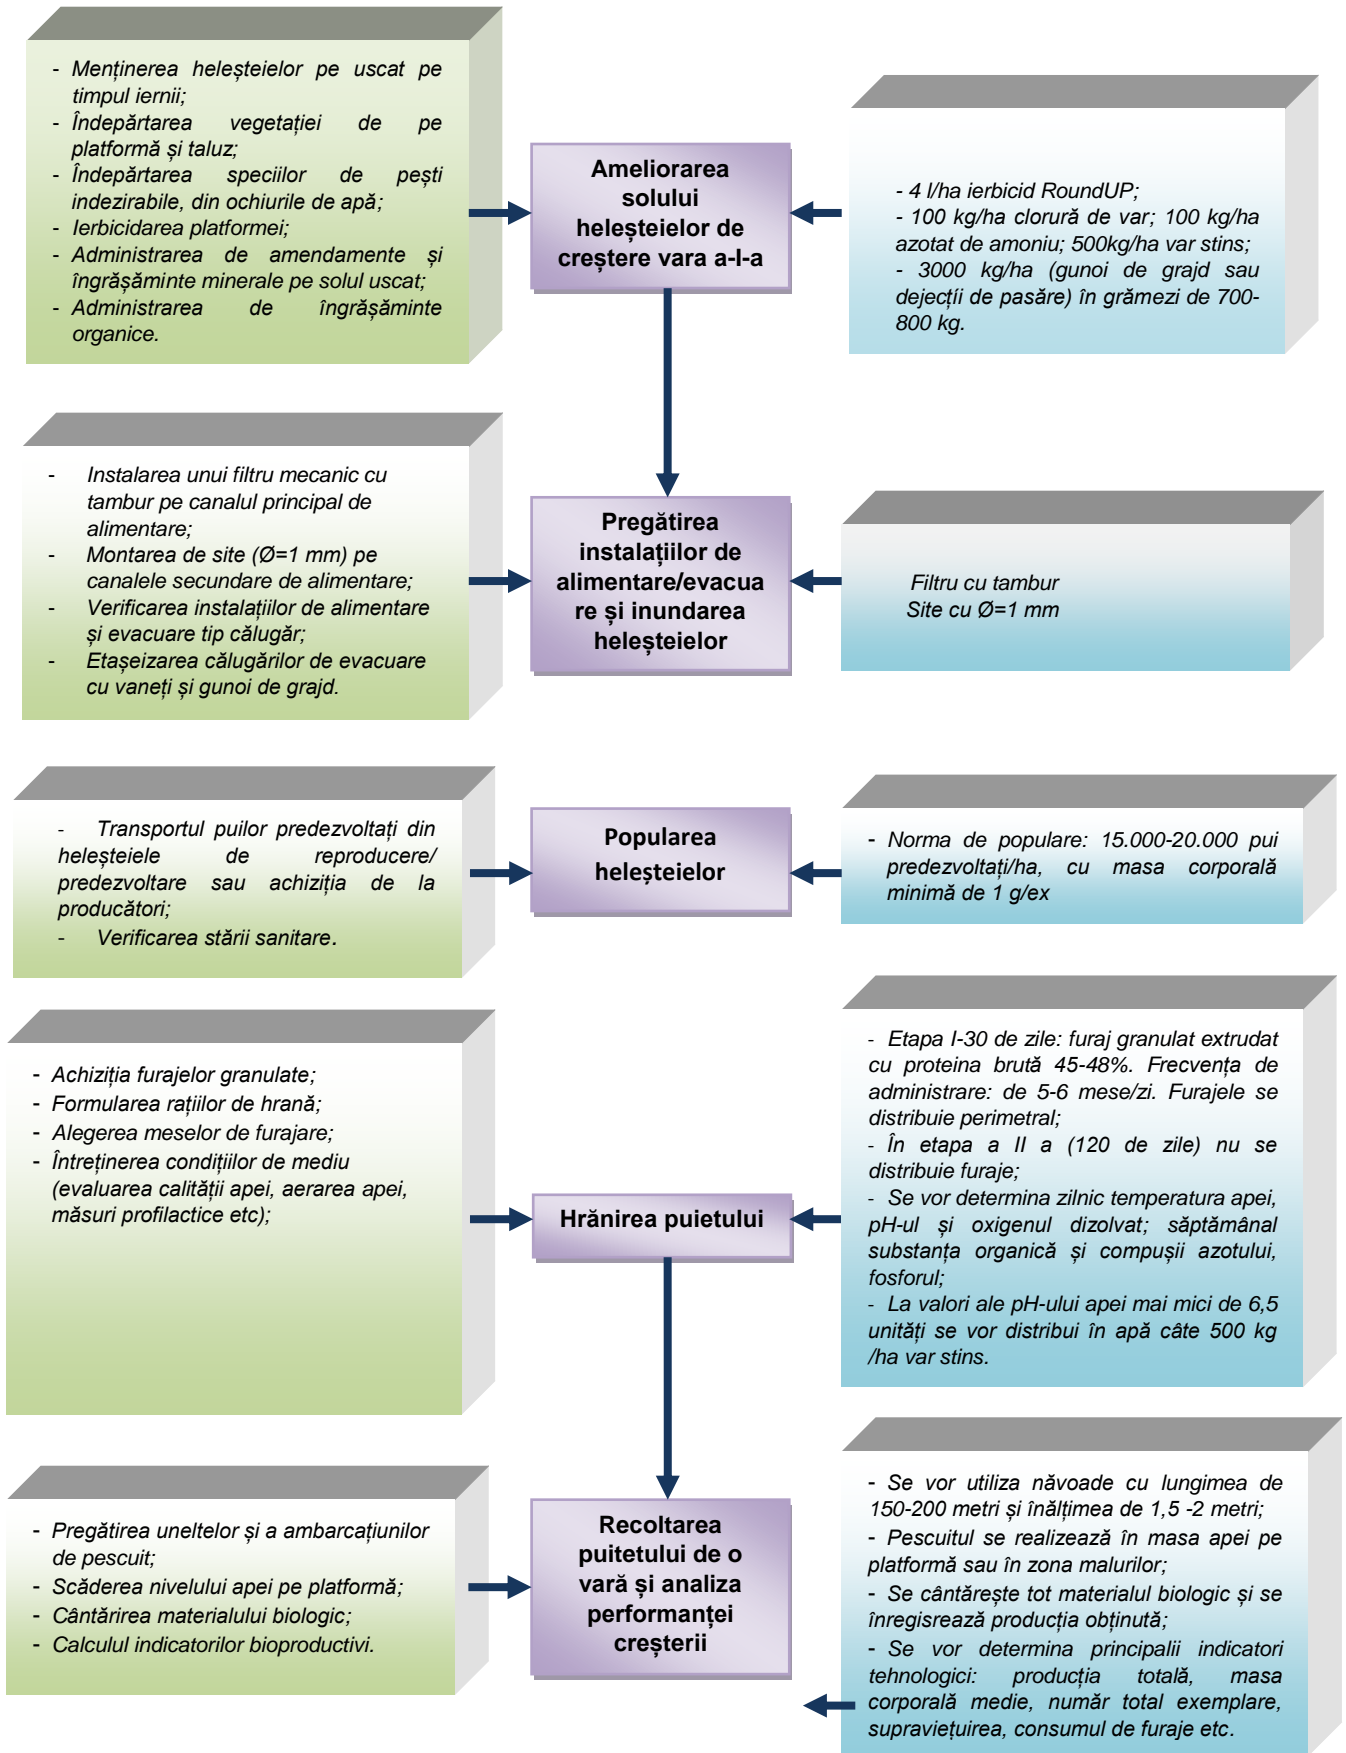 - Menținerea heleșteielor pe uscat pe
timpul iernii;
- Îndepărtarea vegetației de pe
platformă și taluz;
- Îndepărtarea speciilor de pești
indezirabile, din ochiurile de apă;
- Ierbicidarea platformei;
- Administrarea de amendamente și
îngrășăminte minerale pe solul uscat;
- Administrarea de îngrășăminte
organice.
Ameliorarea
solului
heleșteielor de
creștere vara a-I-a
- 4 l/ha ierbicid RoundUP;
- 100 kg/ha clorură de var; 100 kg/ha
azotat de amoniu; 500kg/ha var stins;
- 3000 kg/ha (gunoi de grajd sau
dejecții de pasăre) în grămezi de 700-
800 kg.
- Instalarea unui filtru mecanic cu
tambur pe canalul principal de
alimentare;
- Montarea de site (Ø=1 mm) pe
canalele secundare de alimentare;
- Verificarea instalațiilor de alimentare
și evacuare tip călugăr;
- Etașeizarea călugărilor de evacuare
cu vaneți și gunoi de grajd.
Pregătirea
instalațiilor de
alimentare/evacua
re și inundarea
heleșteielor
Filtru cu tambur
Site cu Ø=1 mm
- Transportul puilor predezvoltați din
heleșteiele de reproducere/
predezvoltare sau achiziția de la
producători;
- Verificarea stării sanitare.
Popularea
heleșteielor
- Norma de populare: 15.000-20.000 pui
predezvoltați/ha, cu masa corporală
minimă de 1 g/ex
- Achiziția furajelor granulate;
- Formularea rațiilor de hrană;
- Alegerea meselor de furajare;
- Întreținerea condițiilor de mediu
(evaluarea calității apei, aerarea apei,
măsuri profilactice etc);
Hrănirea puietului
- Etapa I-30 de zile: furaj granulat extrudat
cu proteina brută 45-48%. Frecvența de
administrare: de 5-6 mese/zi. Furajele se
distribuie perimetral;
- În etapa a II a (120 de zile) nu se
distribuie furaje;
- Se vor determina zilnic temperatura apei,
pH-ul și oxigenul dizolvat; săptămânal
substanța organică și compușii azotului,
fosforul;
- La valori ale pH-ului apei mai mici de 6,5
unități se vor distribui în apă câte 500 kg
/ha var stins.
- Pregătirea uneltelor și a ambarcațiunilor
de pescuit;
- Scăderea nivelului apei pe platformă;
- Cântărirea materialului biologic;
- Calculul indicatorilor bioproductivi.
Recoltarea
puitetului de o
vară și analiza
performanței
creșterii
- Se vor utiliza năvoade cu lungimea de
150-200 metri și înălțimea de 1,5 -2 metri;
- Pescuitul se realizează în masa apei pe
platformă sau în zona malurilor;
- Se cântărește tot materialul biologic și se
înregisrează producția obținută;
- Se vor determina principalii indicatori
tehnologici: producția totală, masa
corporală medie, număr total exemplare,
supraviețuirea, consumul de furaje etc.